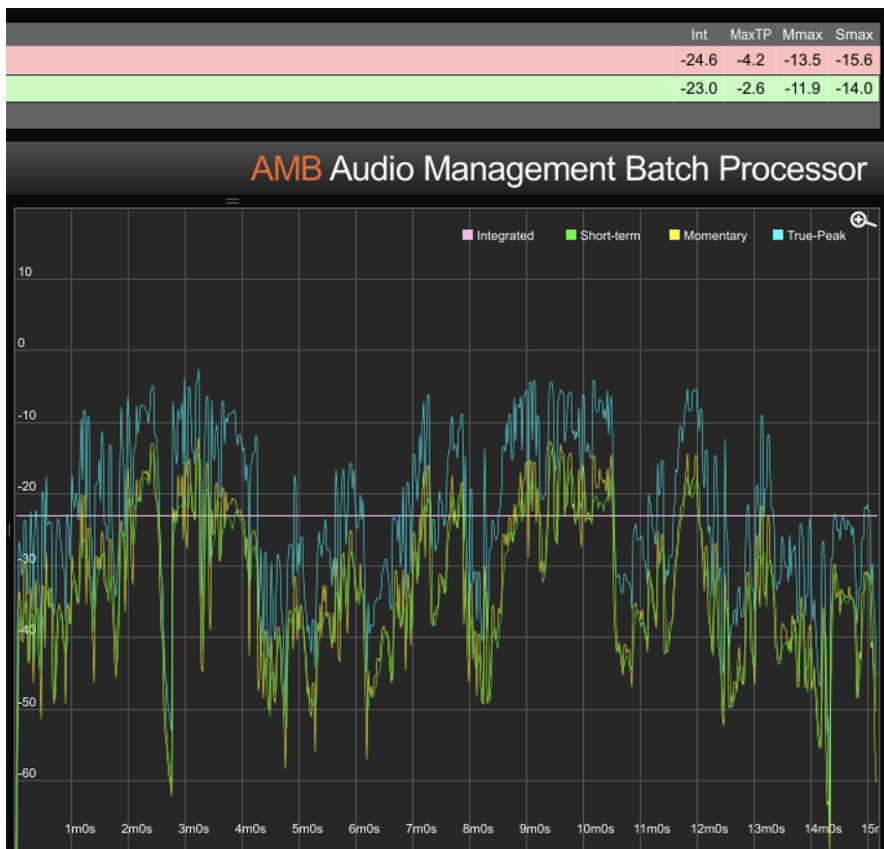 Int MaxTP Mmax Smax
-24.6 -4.2 -13.5 -15.6
-23.0 -2.6 -11.9 -14.0
AMB Audio Management Batch Processor
Integrated Short-term Momentary True-Peak
10
0
-10
-20
-30
-40
-50
-60
1m0s 2m0s 3m0s 4m0s 5m0s 6m0s 7m0s 8m0s 9m0s 10m0s 11m0s 12m0s 13m0s 14m0s 15m